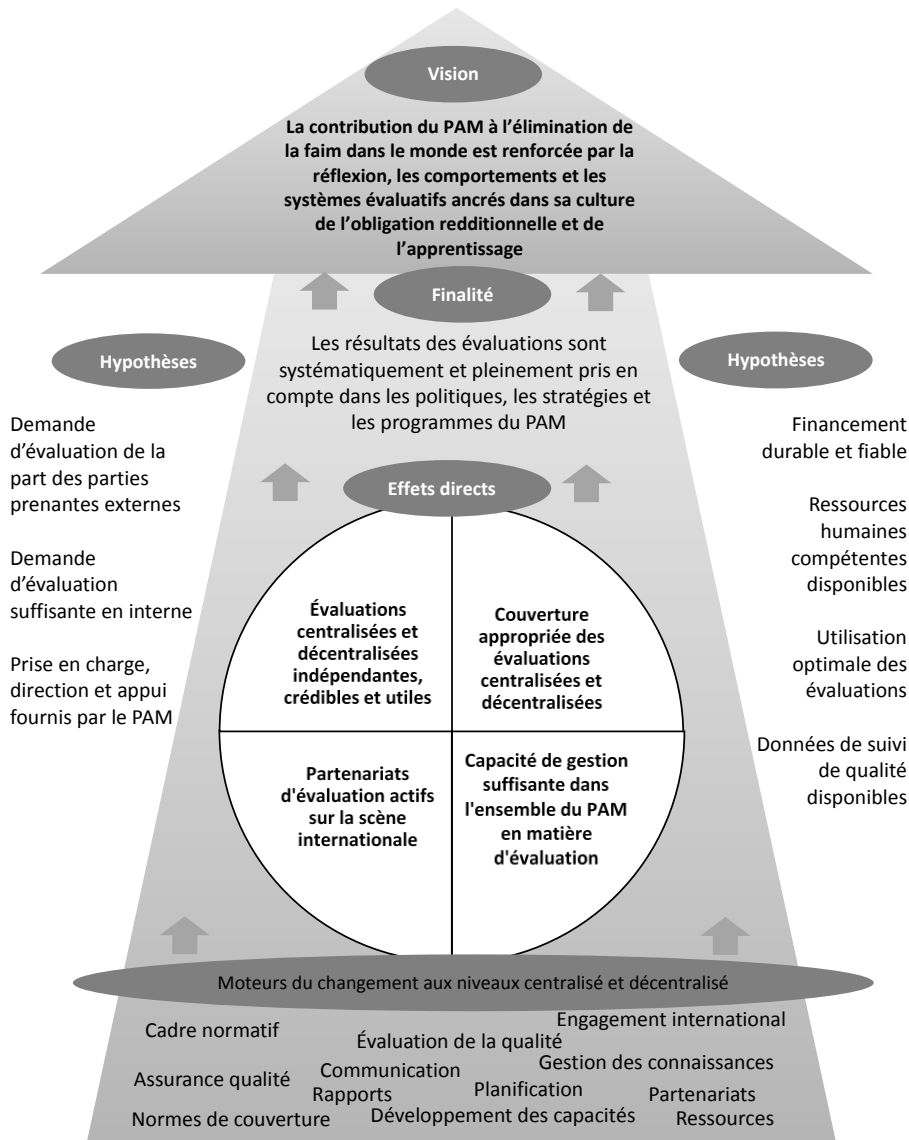 Vision
La contribution du PAM à l’élimination de
la faim dans le monde est renforcée par la
réflexion, les comportements et les
systèmes évaluatifs ancrés dans sa culture
de l’obligation redditionnelle et de
l’apprentissage
Finalité
Les résultats des évaluations sont
systématiquement et pleinement pris en
compte dans les politiques, les stratégies et
les programmes du PAM
Hypothèses
Demande
d’évaluation de la
part des parties
prenantes externes
Demande
d’évaluation
suffisante en interne
Prise en charge,
direction et appui
fournis par le PAM
Hypothèses
Financement
durable et fiable
Ressources
humaines
compétentes
disponibles
Utilisation
optimale des
évaluations
Données de suivi
de qualité
disponibles
Effets directs
Évaluations
centralisées et
décentralisées
indépendantes,
crédibles et utiles
Couverture
appropriée des
évaluations
centralisées et
décentralisées
Partenariats
d'évaluation actifs
sur la scène
internationale
Capacité de gestion
suffisante dans
l'ensemble du PAM
en matière
d'évaluation
Moteurs du changement aux niveaux centralisé et décentralisé
Cadre normatif
Évaluation de la qualité
Engagement international
Assurance qualité
Communication
Gestion des connaissances
Rapports
Planification
Partenariats
Normes de couverture
Développement des capacités
Ressources